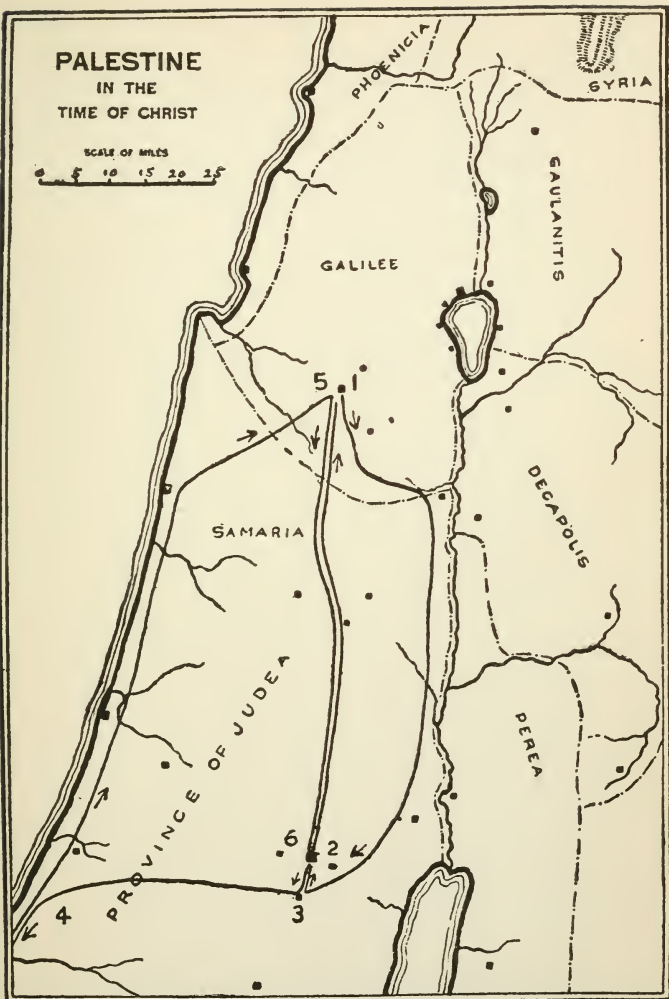 PALESTINE
IN THE
TIME OF CHRIST
SCALE OF MILES
0 5 10 15 20 25
PHOENICIA
SYRIA
GAULANITIS
GALILEE
5 1
DECAPOLIS
SAMARIA
PROVINCE OF JUDEA
PEREA
6 2
3
4